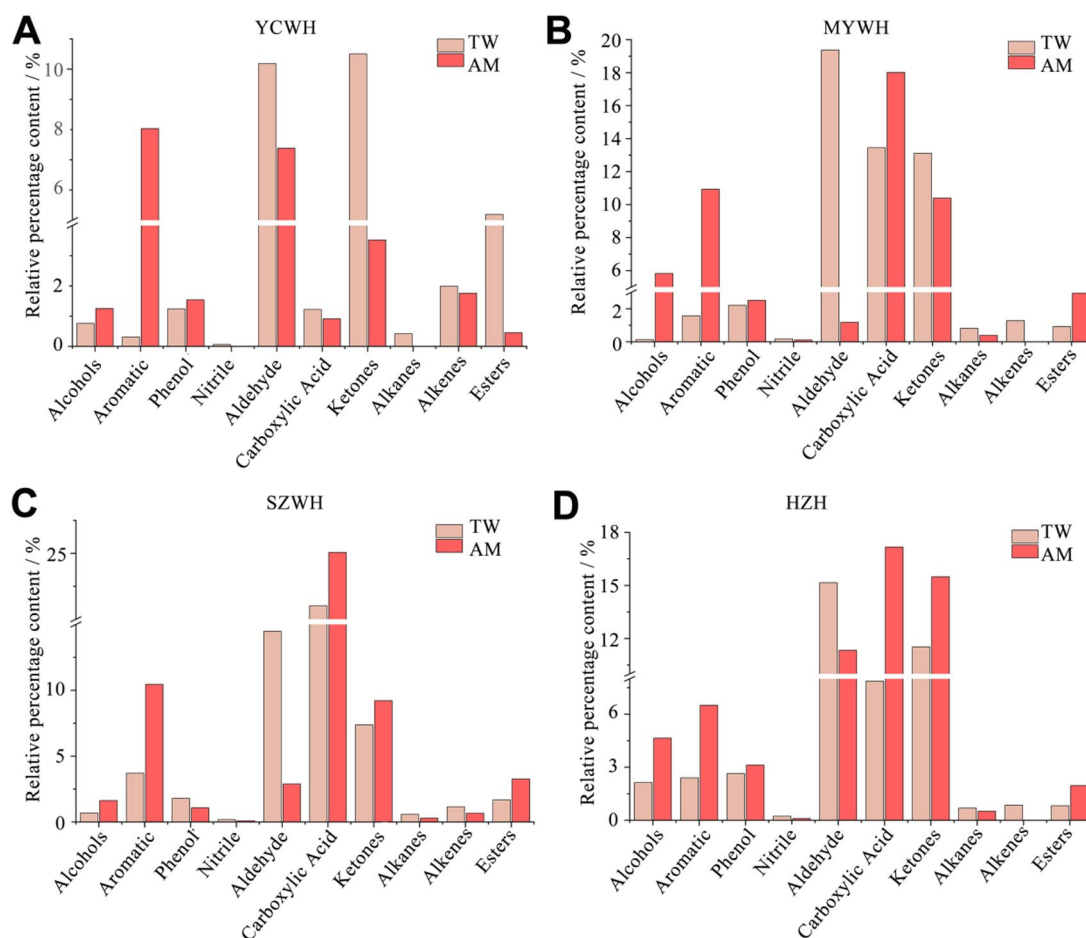 A
YCWH
TW
AM
Relative percentage content / %
10
8
6
2
0
Alcohols
Aromatic
Phenol
Nitrile
Aldehyde
Carboxylic Acid
Ketones
Alkanes
Alkenes
Esters
B
MYWH
TW
AM
Relative percentage content / %
20
18
16
14
12
10
8
6
2
0
Alcohols
Aromatic
Phenol
Nitrile
Aldehyde
Carboxylic Acid
Ketones
Alkanes
Alkenes
Esters
C
SZWH
TW
AM
Relative percentage content / %
25
10
5
0
Alcohols
Aromatic
Phenol
Nitrile
Aldehyde
Carboxylic Acid
Ketones
Alkanes
Alkenes
Esters
D
HZH
TW
AM
Relative percentage content / %
18
15
12
6
3
0
Alcohols
Aromatic
Phenol
Nitrile
Aldehyde
Carboxylic Acid
Ketones
Alkanes
Alkenes
Esters